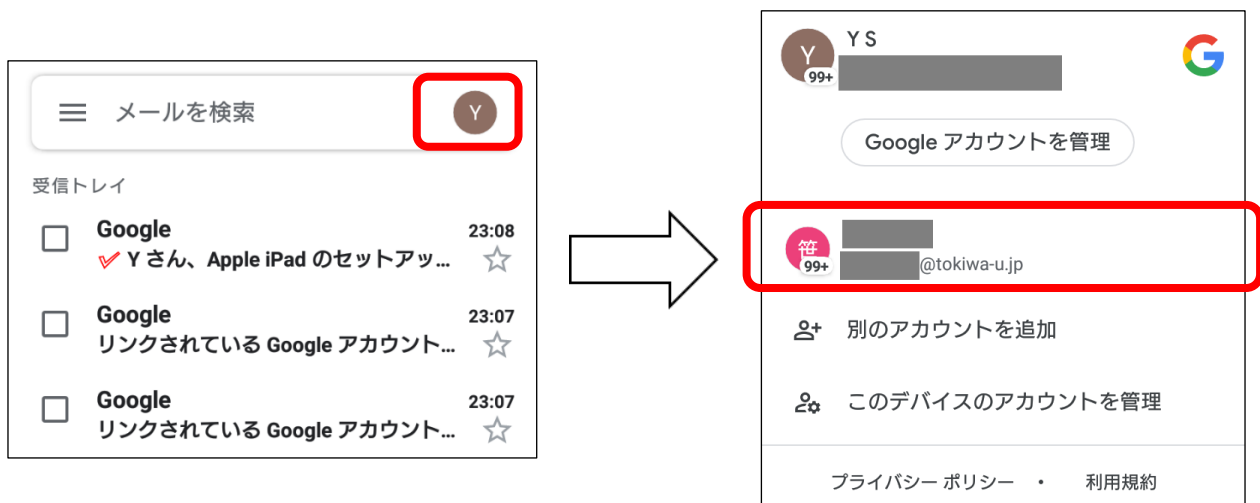 メールを検索
Y
受信トレイ
Google
23:08
Y さん、Apple iPad のセットアッ...
Google
23:07
リンクされている Google アカウント...
Google
23:07
リンクされている Google アカウント...
Y
99+
Y S
G
Google アカウントを管理
笹
99+
@tokiwa-u.jp
別のアカウントを追加
このデバイスのアカウントを管理
プライバシー ポリシー ・ 利用規約